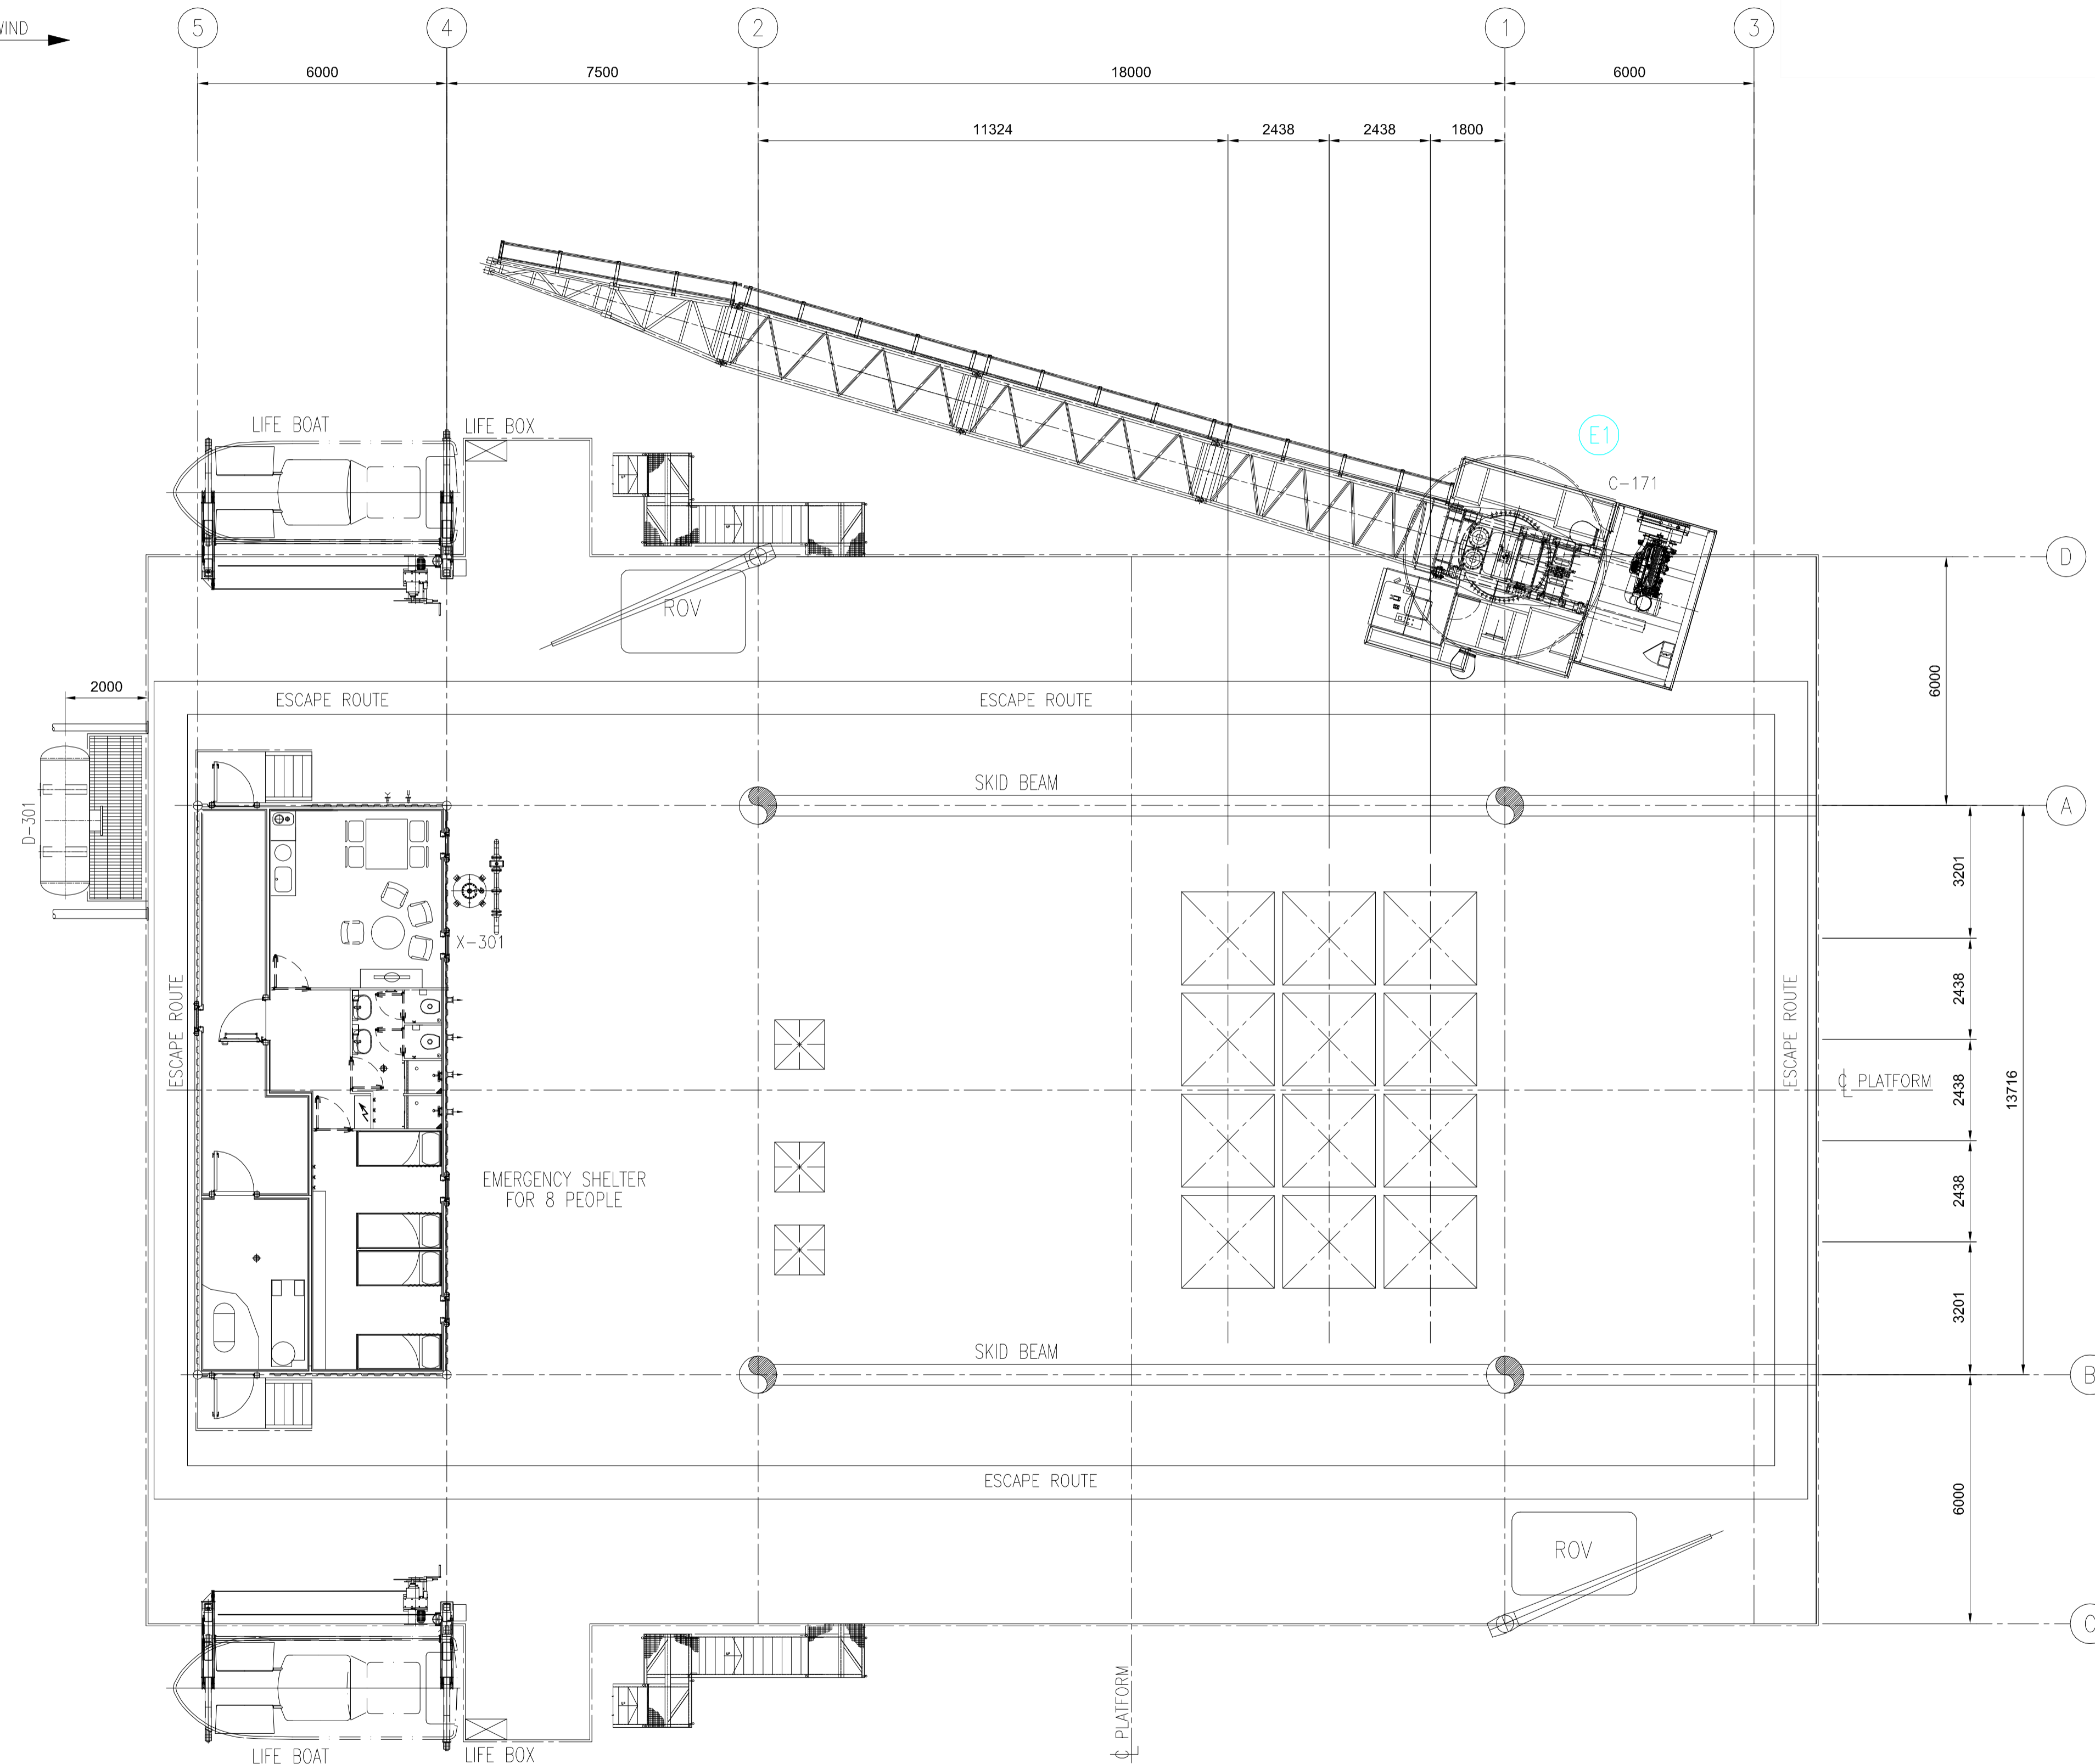 WIND
5
4
2
1
3
6000
7500
18000
6000
11324
2438
2438
1800
LIFE BOAT
LIFE BOX
E1
C-171
D
ROV
2000
ESCAPE ROUTE
ESCAPE ROUTE
6000
SKID BEAM
A
D-301
3201
X-301
ESCAPE ROUTE
ESCAPE ROUTE
2438
2438
13716
℄ PLATFORM
2438
EMERGENCY SHELTER
FOR 8 PEOPLE
3201
SKID BEAM
B
ESCAPE ROUTE
6000
ROV
C
℄ PLATFORM
LIFE BOAT
LIFE BOX